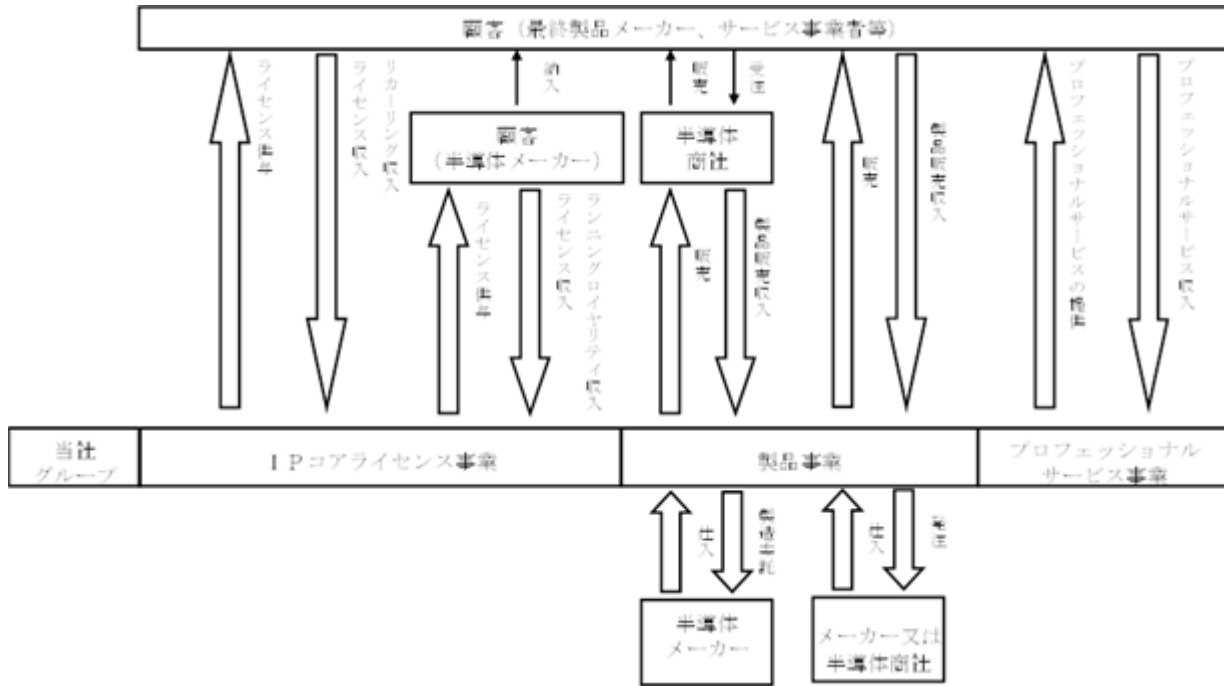 顧客（最終製品メーカー、サービス事業者等）
ライセンス供与
リカーリング収入
ライセンス収入
納入
販売
受注
顧客
（半導体メーカー）
半導体
商社
ライセンス供与
ランニングロイヤリティ収入
ライセンス収入
販売
製品販売収入
販売
製品販売収入
プロフェッショナルサービスの提供
プロフェッショナルサービス収入
当社
グループ
ＩＰコアライセンス事業
製品事業
プロフェッショナル
サービス事業
仕入
製造委託
仕入
発注
半導体
メーカー
メーカー又は
半導体商社